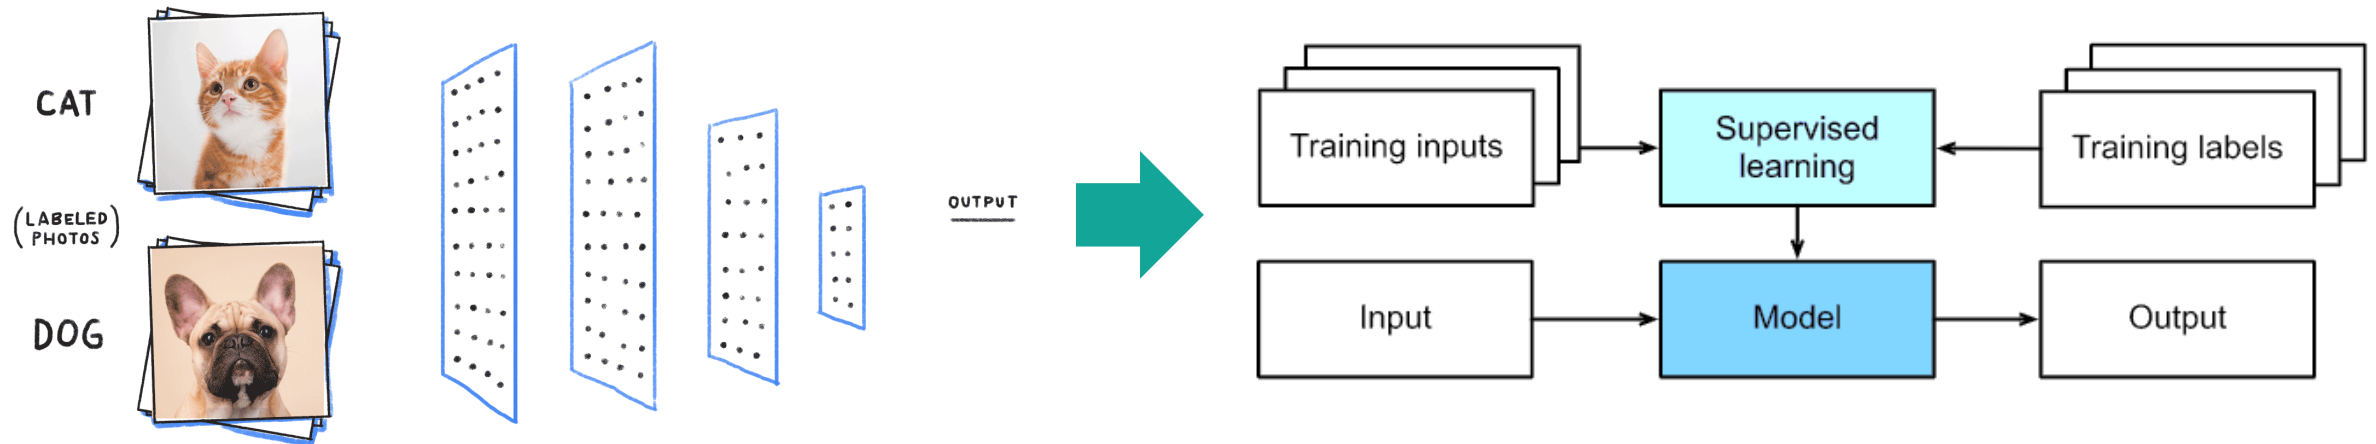 CAT
(LABELED
PHOTOS)
DOG
OUTPUT
Training inputs
Supervised
learning
Training labels
Input
Model
Output